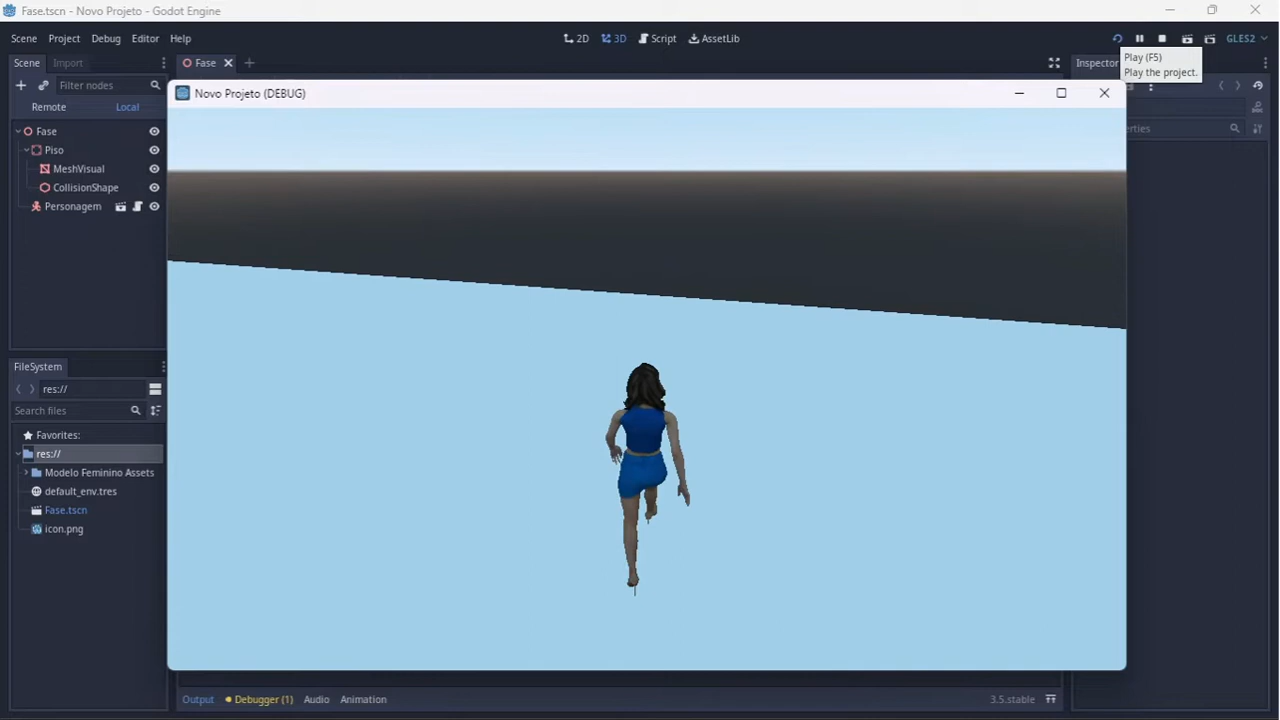 Fase.tscn - Novo Projeto - Godot Engine
Scene Project Debug Editor Help
2D 3D Script AssetLib
GLES2
Scene Import
Fase
Inspector
Play (F5)
Play the project.
Filter nodes
Remote Local
Novo Projeto (DEBUG)
Fase
Piso
MeshVisual
CollisionShape
Personagem
FileSystem
res://
Search files
Favorites:
res://
Modelo Feminino Assets
default_env.tres
Fase.tscn
icon.png
Output Debugger (1) Audio Animation
3.5.stable